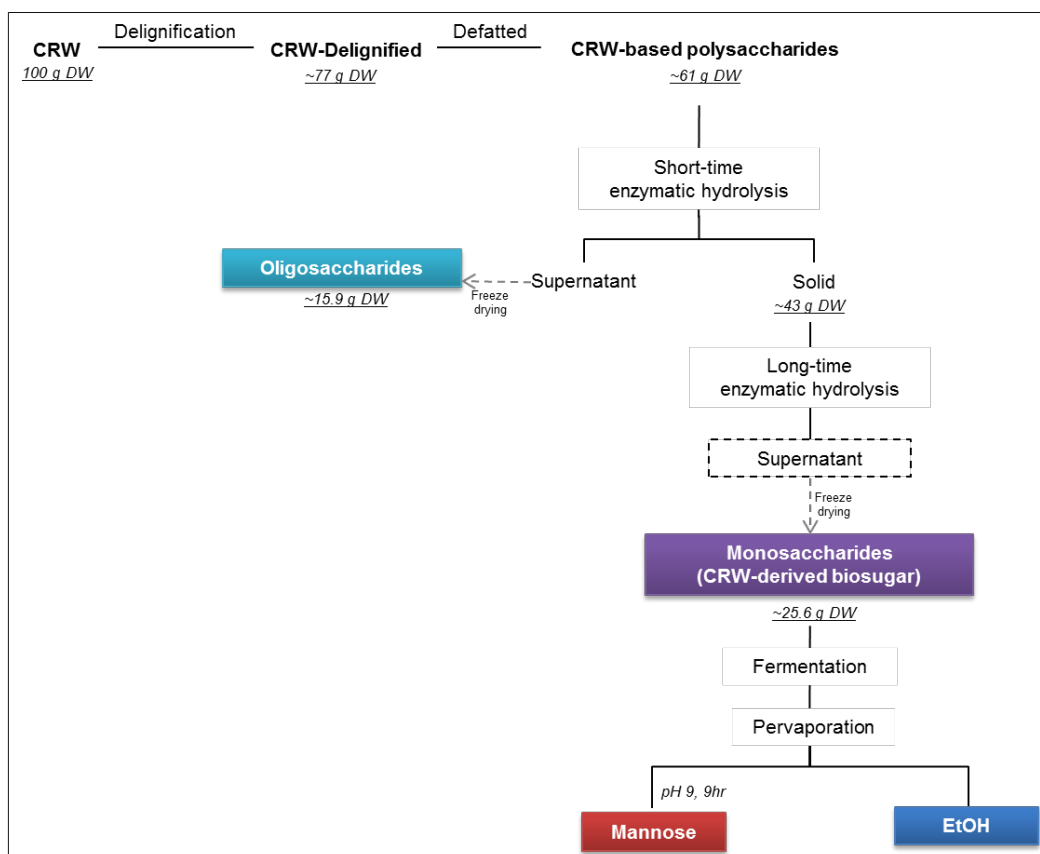 Delignification
Defatted
CRW
CRW-Delignified
CRW-based polysaccharides
100 g DW
~77 g DW
~61 g DW
Short-time
enzymatic hydrolysis
Oligosaccharides
Supernatant
Solid
~15.9 g DW
Freeze
drying
~43 g DW
Long-time
enzymatic hydrolysis
Supernatant
Freeze
drying
Monosaccharides
(CRW-derived biosugar)
~25.6 g DW
Fermentation
Pervaporation
pH 9, 9hr
Mannose
EtOH